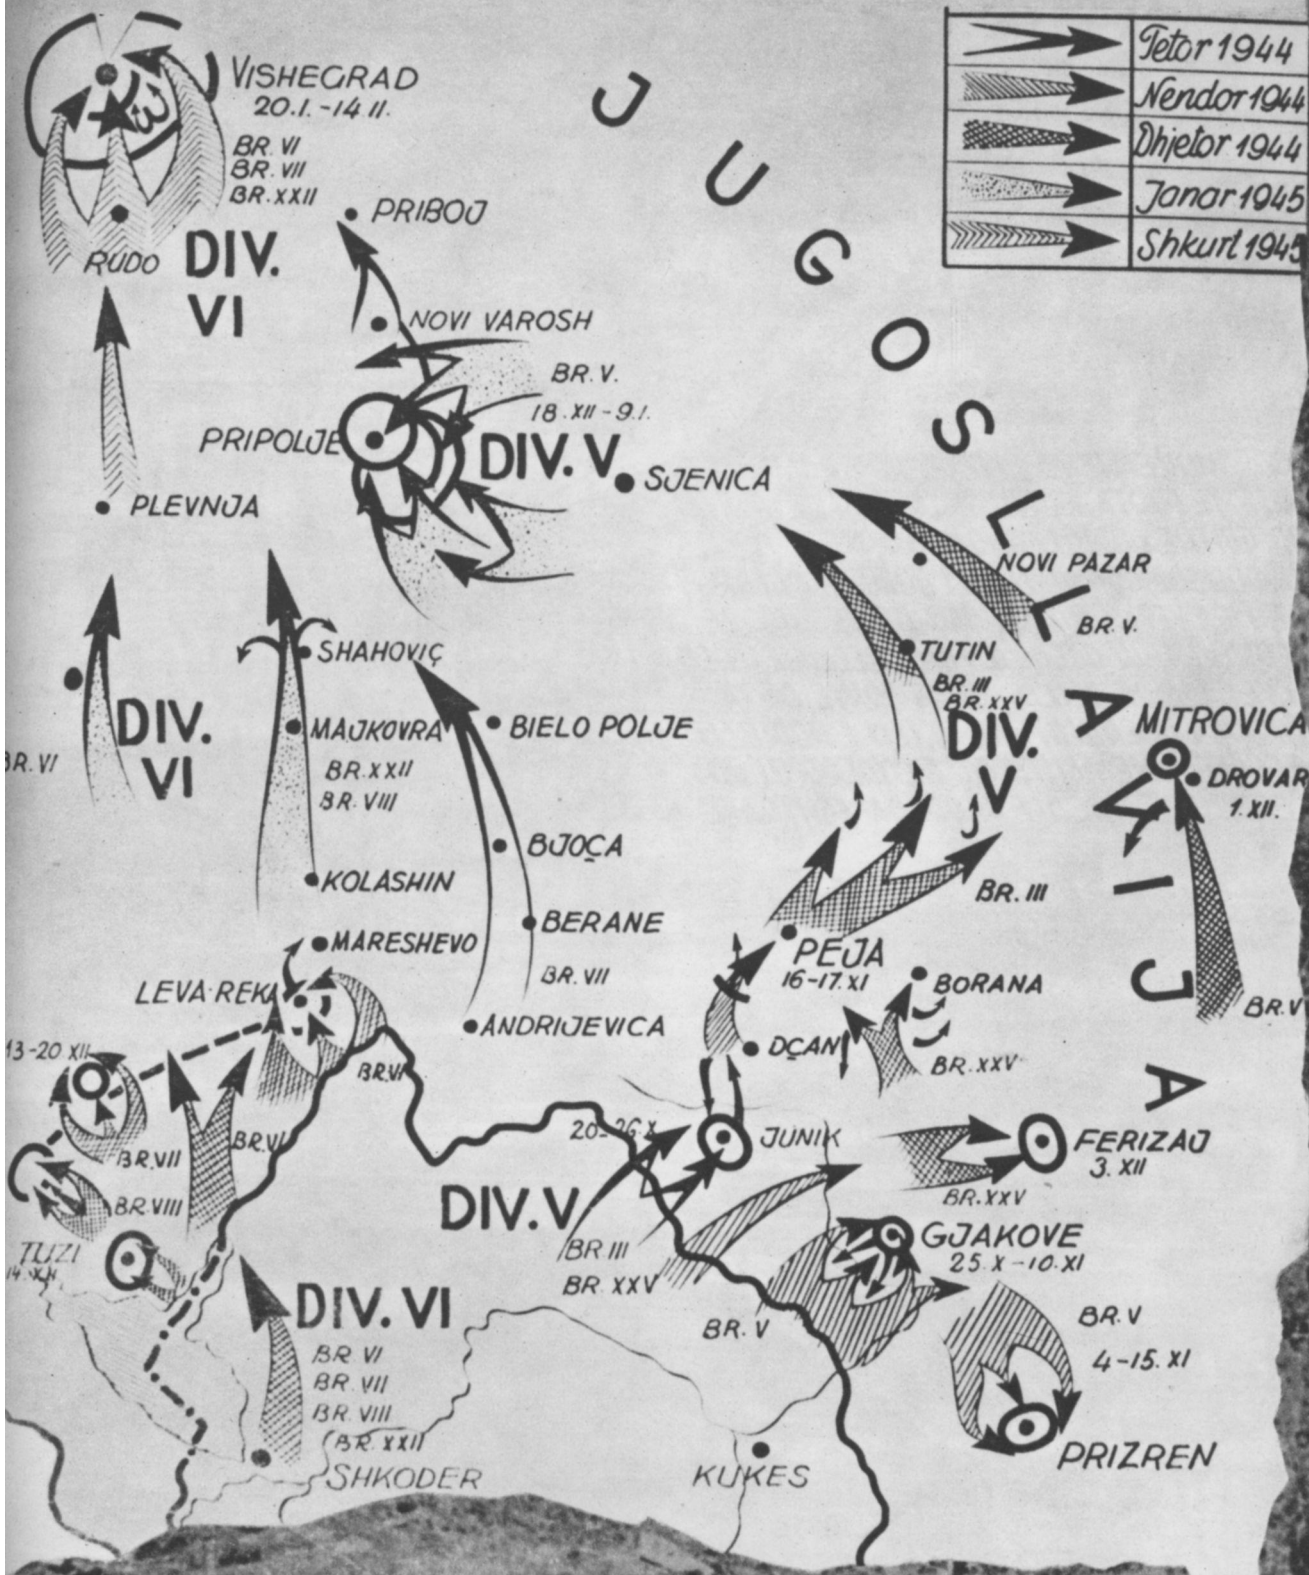 Tetor 1944
Nendor 1944
Dhjetor 1944
Janar 1945
Shkurt 1945
JUGOSLLAVIJA
VISHEGRAD
20.I.-14 II.
BR. VI
BR. VII
BR. XXII
RUDO
DIV.
VI
PRIBOJ
NOVI VAROSH
BR. V.
18.XII-9.I.
PRIPOLJE
DIV. V
SJENICA
PLEVNJA
NOVI PAZAR
BR. V.
SHAHOVIÇ
TUTIN
BR. III
BR. XXV
DIV.
V
DIV.
VI
BR. VI
MAJKOVRA
BR. XXII
BR. VIII
BIELO POLJE
MITROVICA
DROVAR
1.XII.
BJOÇA
KOLASHIN
BR. III
BERANE
BR. VII
MARESHEVO
PEJA
16-17.XI
LEVA-REKA
BORANA
BR. V
ANDRIJEVICA
DÇAN
BR. XXV
13-20 XII
BR. VI
20-26.X
JUNIK
FERIZAJ
3. XII
BR. VII
BR. VI
BR. VIII
DIV. V
BR. XXV
BR III
BR. XXV
GJAKOVE
25.X-10.XI
TUZI
DIV. VI
BR. VI
BR. VII
BR. VIII
BR. XXII
BR. V
BR. V
4-15.XI
SHKODER
KUKES
PRIZREN